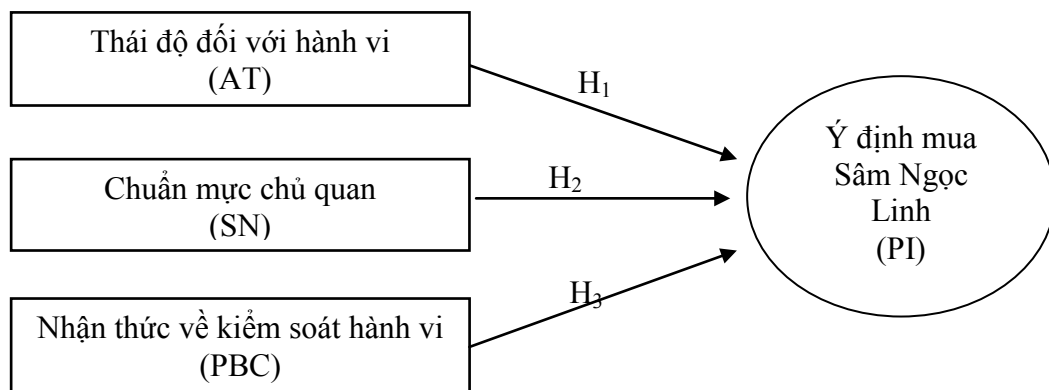 Thái độ đối với hành vi
(AT)
H₁
Chuẩn mực chủ quan
(SN)
H₂
Nhận thức về kiểm soát hành vi
(PBC)
H₃
Ý định mua
Sâm Ngọc
Linh
(PI)